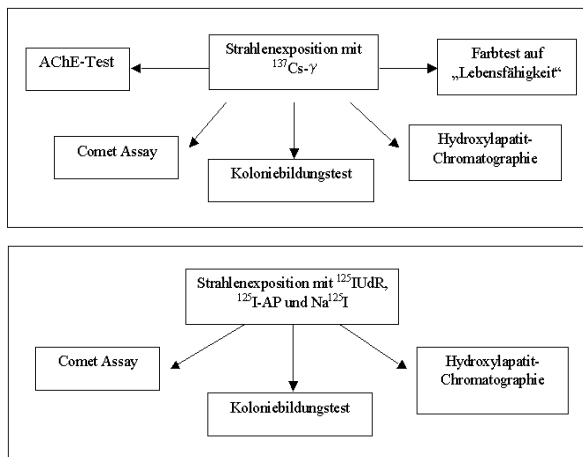 AChE-Test
Strahlenexposition mit
¹³⁷Cs-γ
Farbtest auf
„Lebensfähigkeit“
Comet Assay
Koloniebildungstest
Hydroxylapatit-
Chromatographie
Strahlenexposition mit ¹²⁵IUdR,
¹²⁵I-AP und Na¹²⁵I
Comet Assay
Koloniebildungstest
Hydroxylapatit-
Chromatographie